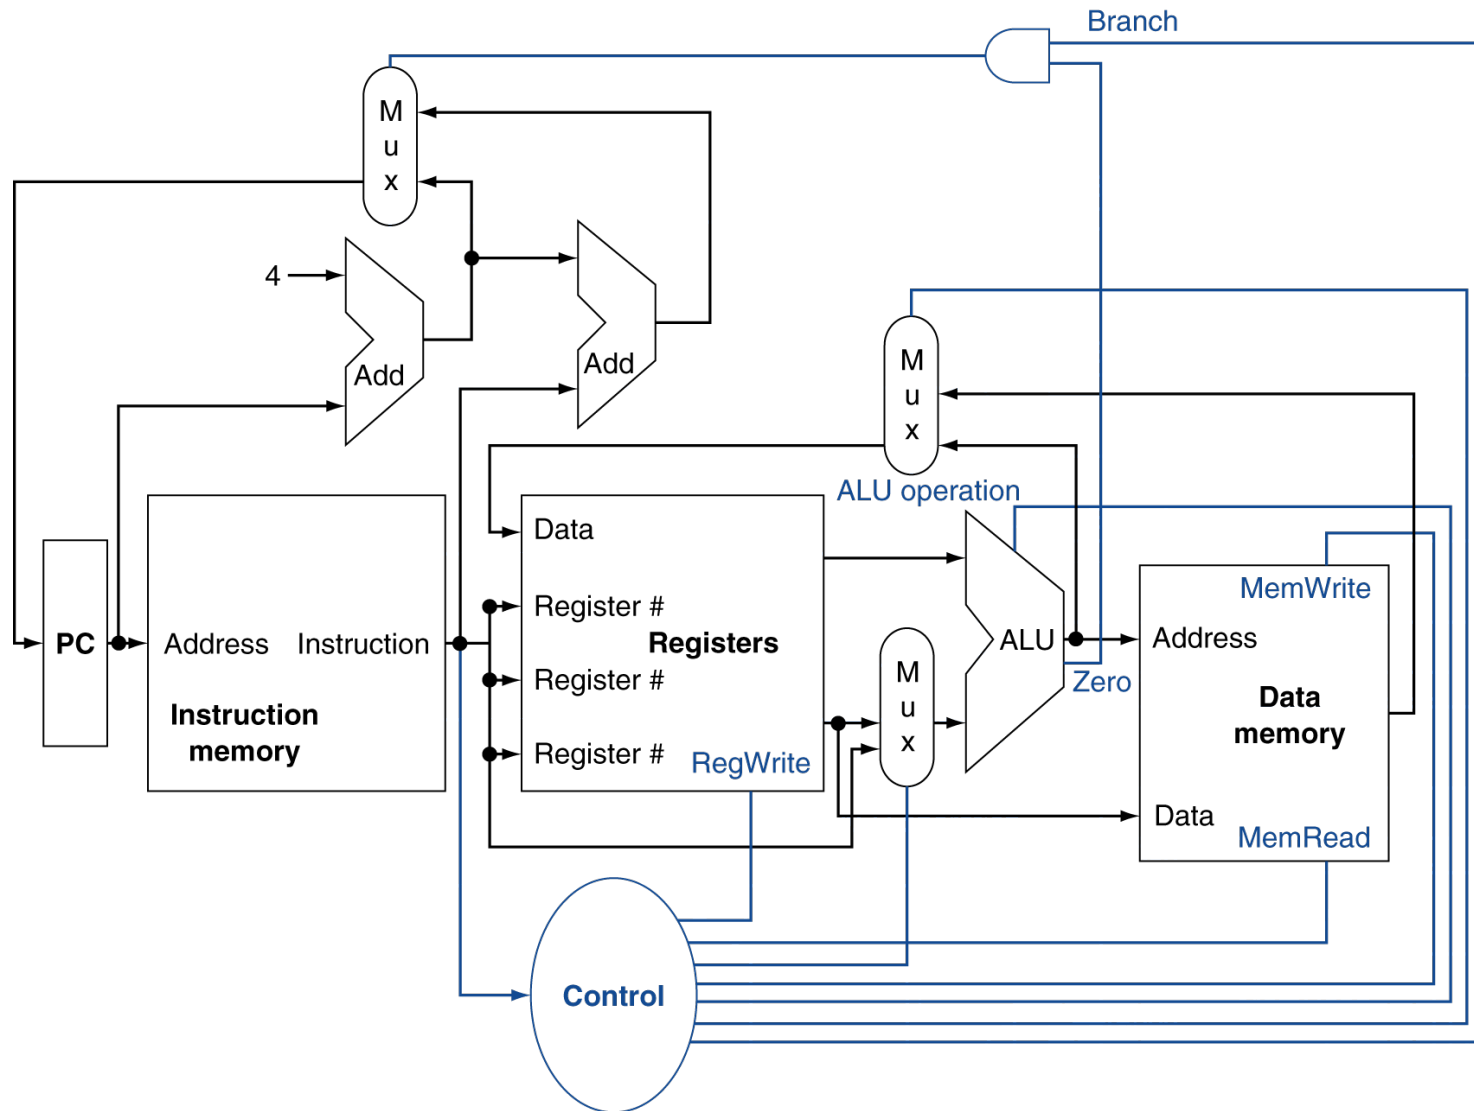 Branch
M
u
x
4
Add
Add
M
u
x
ALU operation
Data
Register #
Registers
Register #
Register #
RegWrite
PC
Address
Instruction
Instruction
memory
M
u
x
ALU
Zero
MemWrite
Address
Data
memory
Data
MemRead
Control